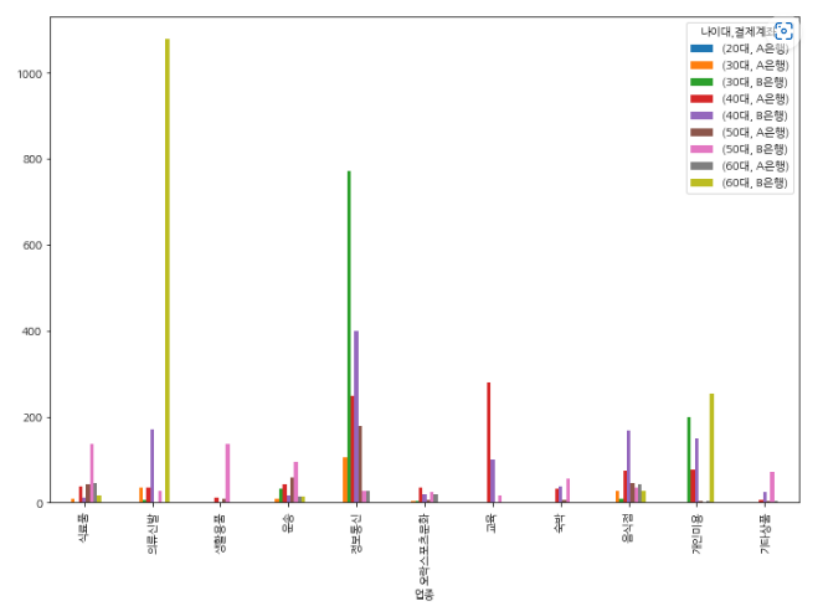 나이대,결제계좌
(20대, A은행)
(30대, A은행)
(30대, B은행)
(40대, A은행)
(40대, B은행)
(50대, A은행)
(50대, B은행)
(60대, A은행)
(60대, B은행)
1000
800
600
400
200
0
식료품
의류신발
생활용품
운송
정보통신
오락스포츠문화
교육
숙박
음식점
개인미용
기타상품
업종